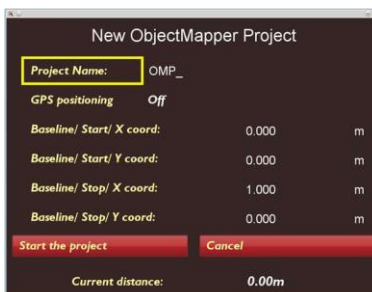 New ObjectMapper Project
Project Name: OMP_
GPS positioning Off
Baseline/ Start/ X coord: 0.000 m
Baseline/ Start/ Y coord: 0.000 m
Baseline/ Stop/ X coord: 1.000 m
Baseline/ Stop/ Y coord: 0.000 m
Start the project Cancel
Current distance: 0.00m